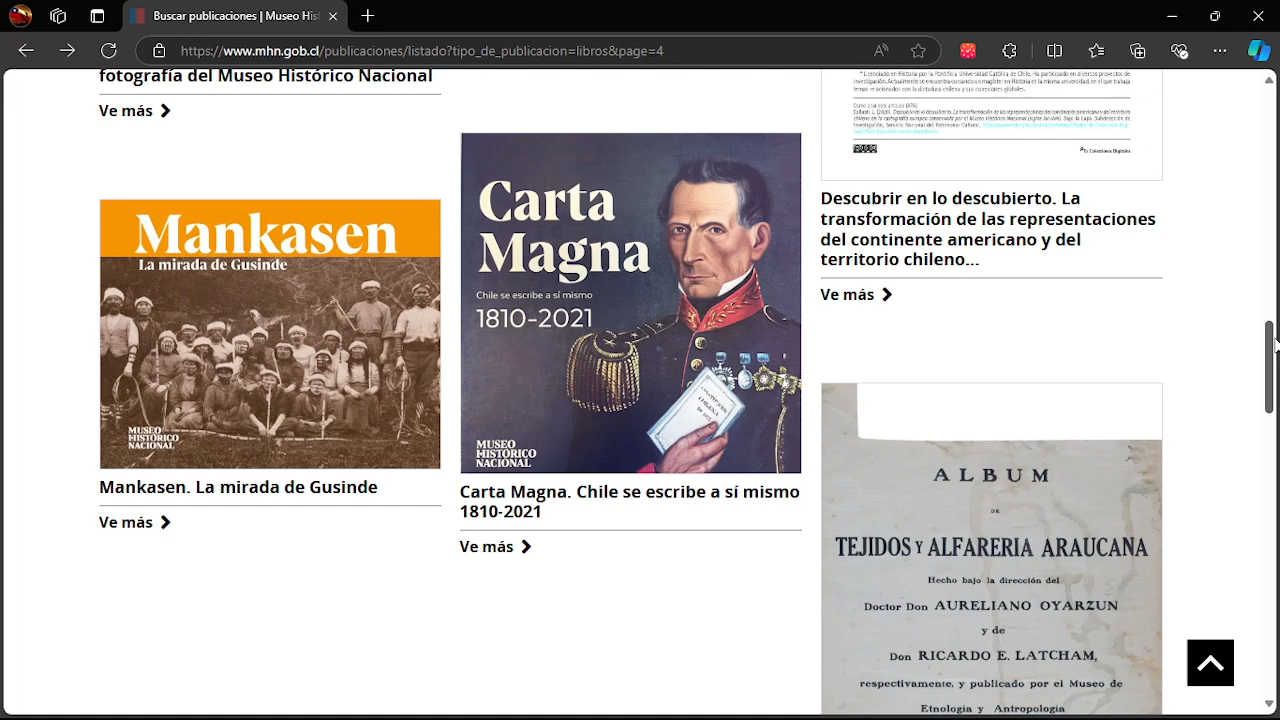 Buscar publicaciones Museo His
https://www.mhn.gob.cl/publicaciones/listado?tipo_de_publicacion=libros&page=4
fotografía del Museo Histórico Nacional
Ve más
Mankasen
La mirada de Gusinde
MUSEO
HISTÓRICO
NACIONAL
Mankasen. La mirada de Gusinde
Ve más
Carta
Magna
Chile se escribe a sí mismo
1810-2021
MUSEO
HISTÓRICO
NACIONAL
Carta Magna. Chile se escribe a sí mismo
1810-2021
Ve más
Descubrir en lo descubierto. La
transformación de las representaciones
del continente americano y del
territorio chileno...
Ve más
ALBUM
DE
TEJIDOS Y ALFARERIA ARAUCANA
Hecho bajo la dirección del
Doctor Don AURELIANO OYARZUN
y de
Don RICARDO E. LATCHAM,
respectivamente, y publicado por el Museo de
Etnología y Antropología